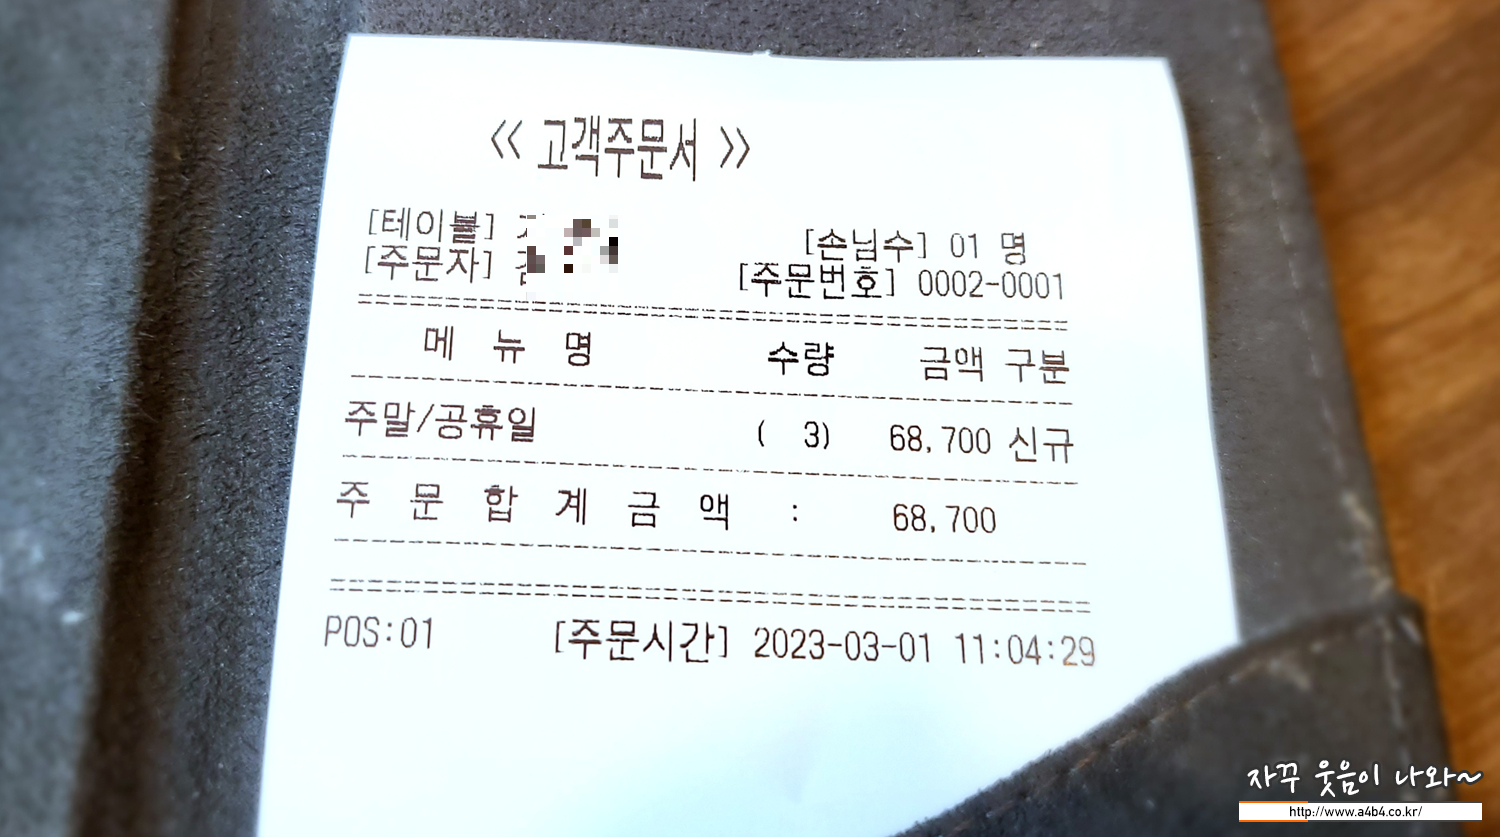 << 고객주문서 >>
[테이블] [손님수] 01 명
[주문자] [주문번호] 0002-0001
메 뉴 명 수량 금액 구분
주말/공휴일 ( 3) 68,700 신규
주 문 합 계 금 액 : 68,700
POS:01 [주문시간] 2023-03-01 11:04:29
자꾸 웃음이 나와~
http://www.a4b4.co.kr/